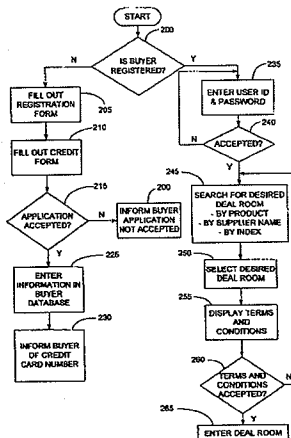 START
200
IS BUYER
REGISTERED?
N
Y
FILL OUT
REGISTRATION
FORM
205
210
FILL OUT CREDIT
FORM
215
APPLICATION
ACCEPTED?
N
200
INFORM BUYER
APPLICATION
NOT ACCEPTED
Y
225
ENTER
INFORMATION IN
BUYER
DATABASE
230
INFORM BUYER
OF CREDIT
CARD NUMBER
235
ENTER USER ID
& PASSWORD
240
ACCEPTED?
N
Y
245
SEARCH FOR DESIRED
DEAL ROOM
- BY PRODUCT
- BY SUPPLIER NAME
- BY INDEX
250
SELECT DESIRED
DEAL ROOM
255
DISPLAY TERMS
AND
CONDITIONS
260
TERMS AND
CONDITIONS
ACCEPTED?
N
Y
265
ENTER DEAL ROOM